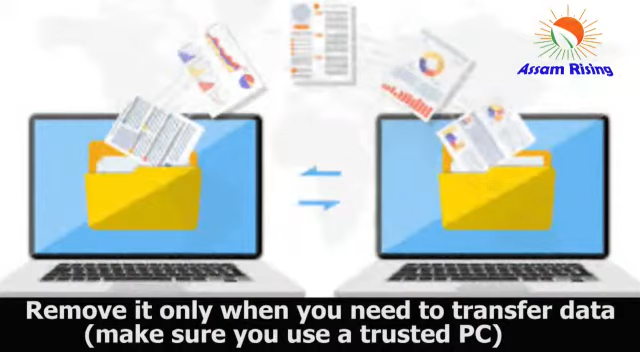 Assam Rising
Remove it only when you need to transfer data
(make sure you use a trusted PC)